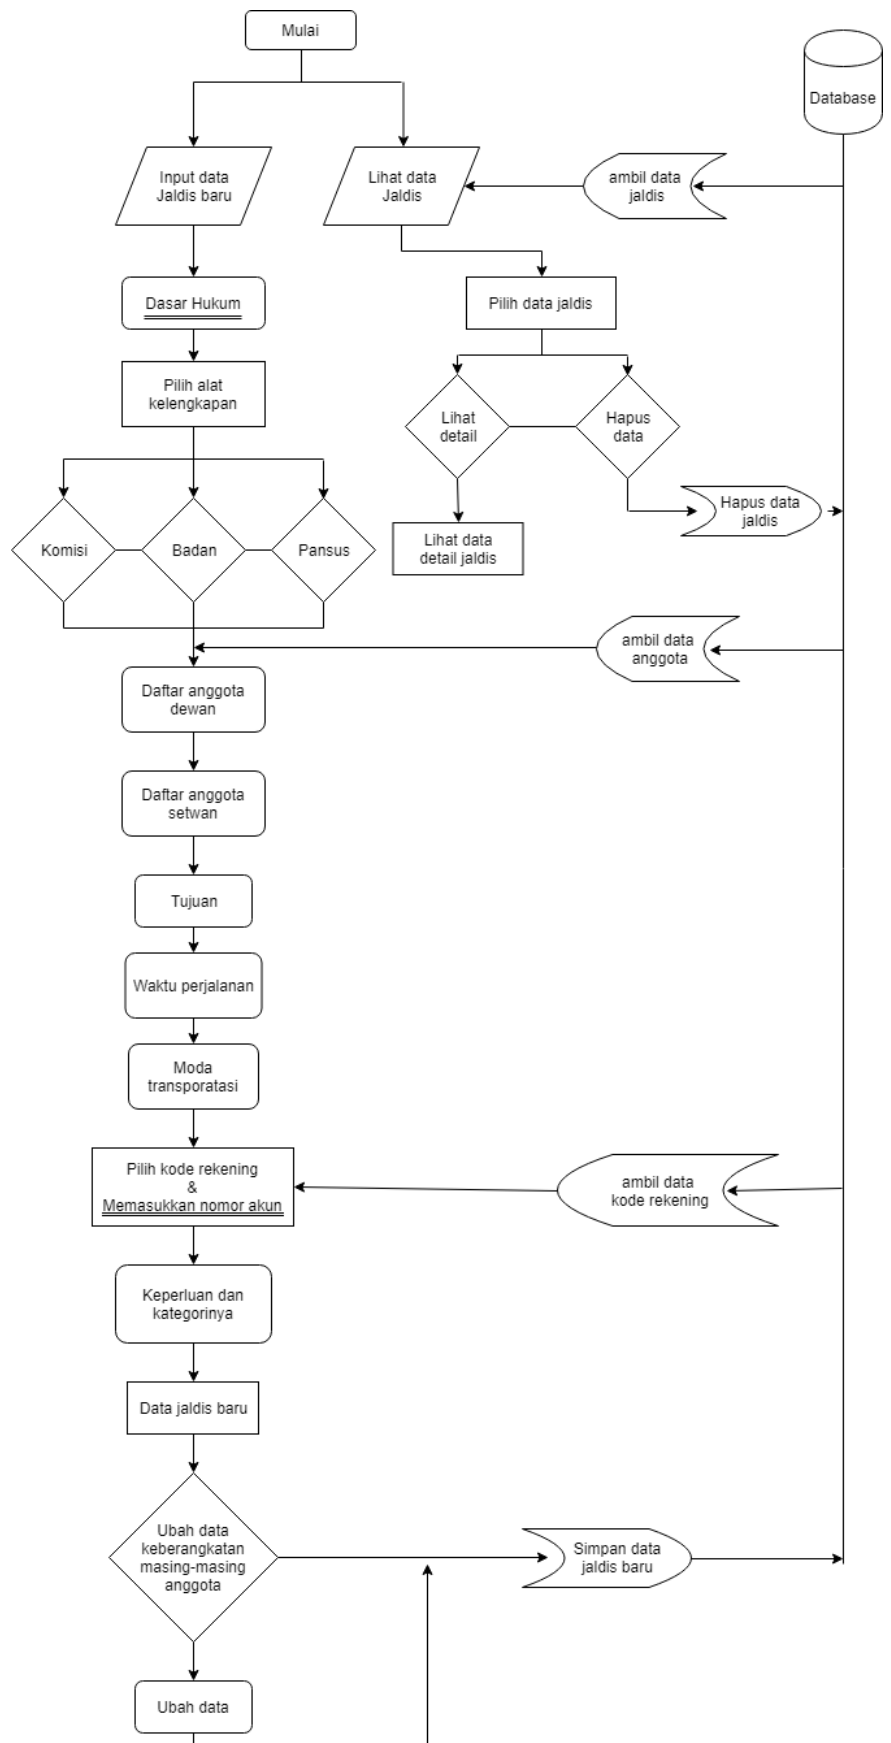 Mulai
Database
Input data
Jaldis baru
Lihat data
Jaldis
ambil data
jaldis
Dasar Hukum
Pilih data jaldis
Pilih alat
kelengkapan
Lihat
detail
Hapus
data
Hapus data
jaldis
Lihat data
detail jaldis
Komisi
Badan
Pansus
ambil data
anggota
Daftar anggota
dewan
Daftar anggota
setwan
Tujuan
Waktu perjalanan
Moda
transporatasi
Pilih kode rekening
&
Memasukkan nomor akun
ambil data
kode rekening
Keperluan dan
kategorinya
Data jaldis baru
Ubah data
keberangkatan
masing-masing
anggota
Simpan data
jaldis baru
Ubah data